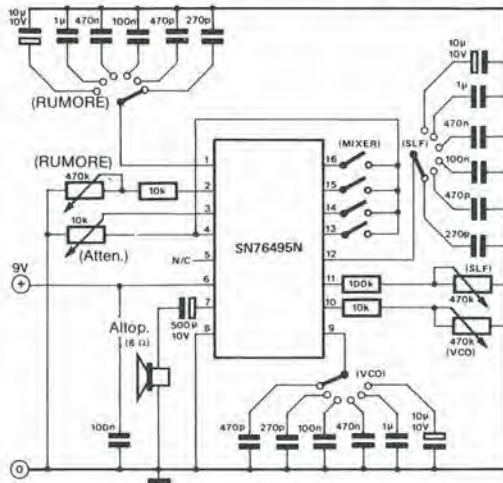 10µ
10V
1µ
470n
100n
470p
270p
(RUMORE)
(RUMORE)
470k
10k
10k
(Atten.)
N/C
1
2
3
4
5
6
7
8
SN76495N
16
15
14
13
12
11
10
9
(MIXER)
(SLF)
10µ
10V
1µ
470n
100n
470p
270p
100k
10k
(SLF)
470k
470k
(VCO)
9V
+
Altop.
(8 Ω)
500µ
10V
100n
(VCO)
470p
270p
100n
470n
1µ
10µ
10V
0